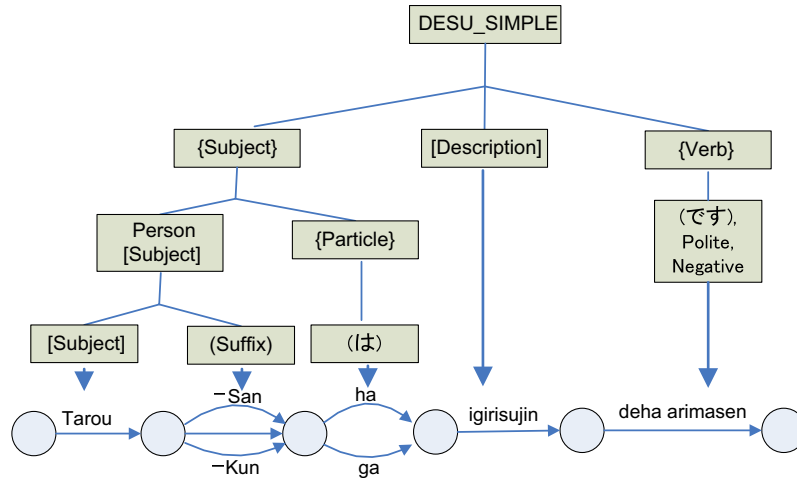 DESU_SIMPLE
{Subject}
[Description]
{Verb}
Person
[Subject]
{Particle}
(です),
Polite,
Negative
[Subject]
(Suffix)
(は)
Tarou
–San
–Kun
ha
ga
igirisujin
deha arimasen